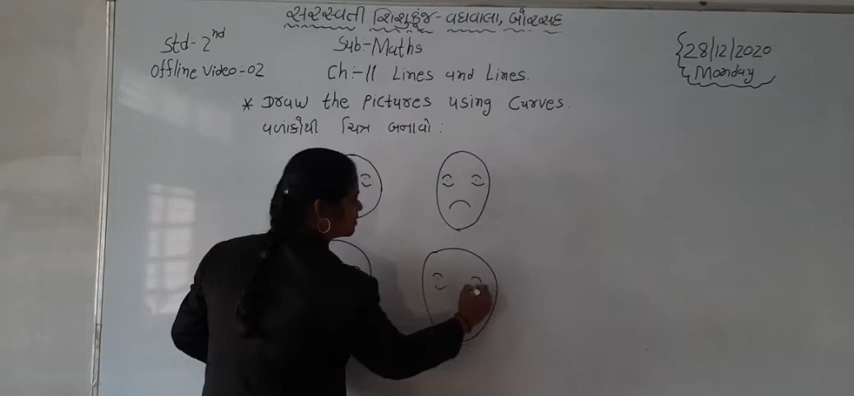 સરસ્વતી શિશુકુંજ - વઘવાલા, બોરસદ
Std-2nd
Sub-Maths
{28/12/2020
Monday
Offline Video-02
Ch:-11 Lines and Lines.
* Draw the Pictures using Curves.
વળાંકોથી ચિત્ર બનાવો: